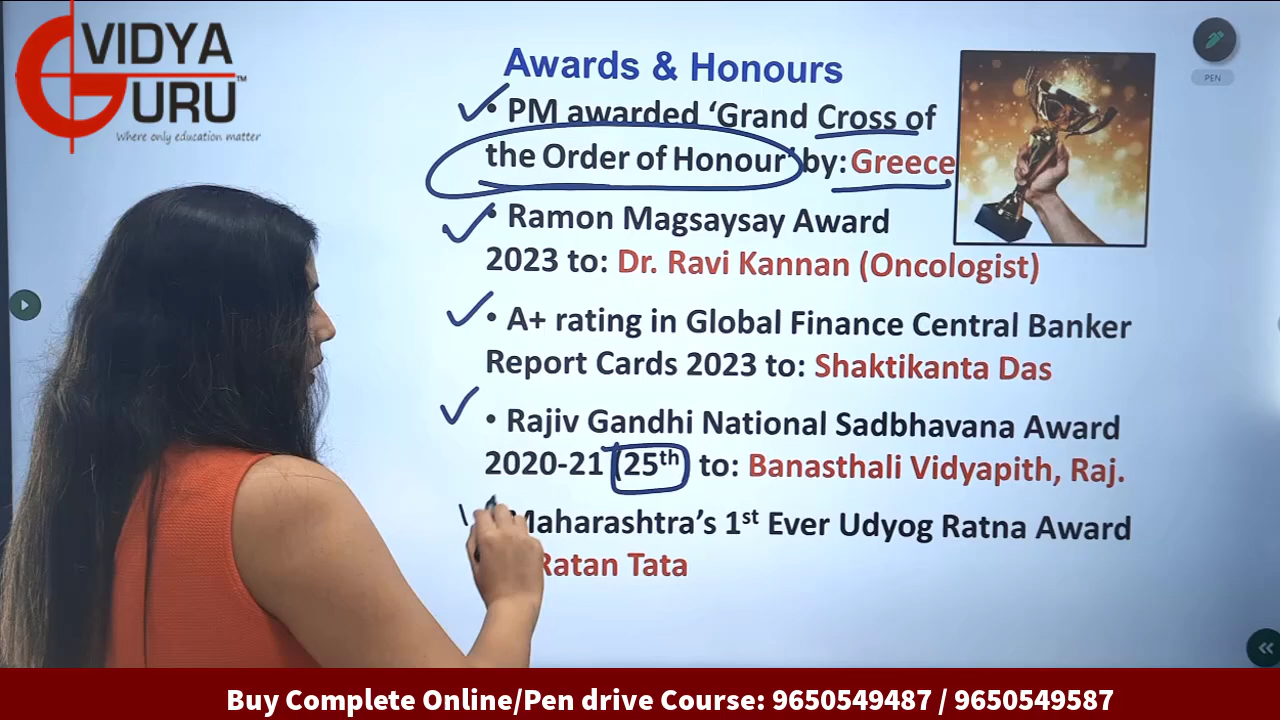 VIDYA
GURU™
Where only education matter
PEN
Awards & Honours
• PM awarded ‘Grand Cross of
the Order of Honour’ by: Greece
• Ramon Magsaysay Award
2023 to: Dr. Ravi Kannan (Oncologist)
• A+ rating in Global Finance Central Banker
Report Cards 2023 to: Shaktikanta Das
• Rajiv Gandhi National Sadbhavana Award
2020-21 (25th to: Banasthali Vidyapith, Raj.
Maharashtra’s 1st Ever Udyog Ratna Award
Ratan Tata
Buy Complete Online/Pen drive Course: 9650549487 / 9650549587